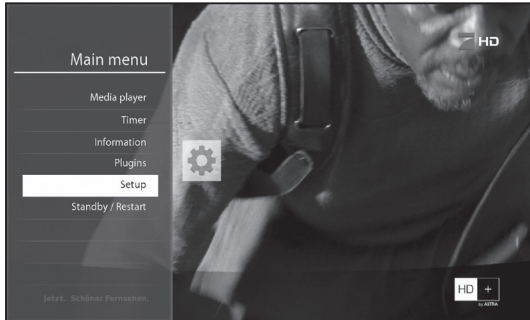 Main menu
HD
Media player
Timer
Information
Plugins
Setup
Standby / Restart
Jetzt. Schöner Fernsehen.
HD +
by ASTRA